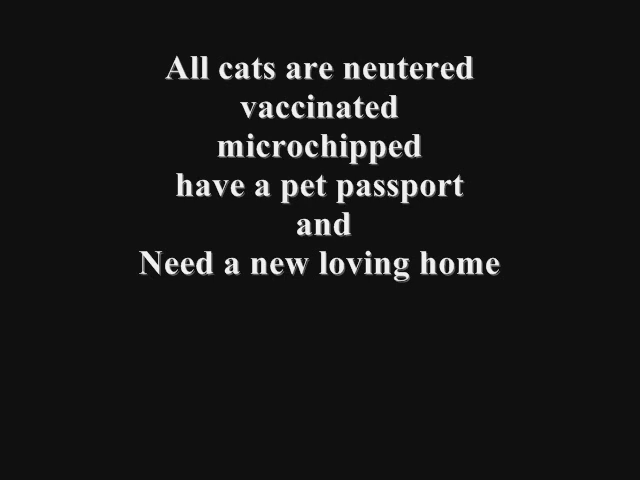 All cats are neutered
vaccinated
microchipped
have a pet passport
and
Need a new loving home